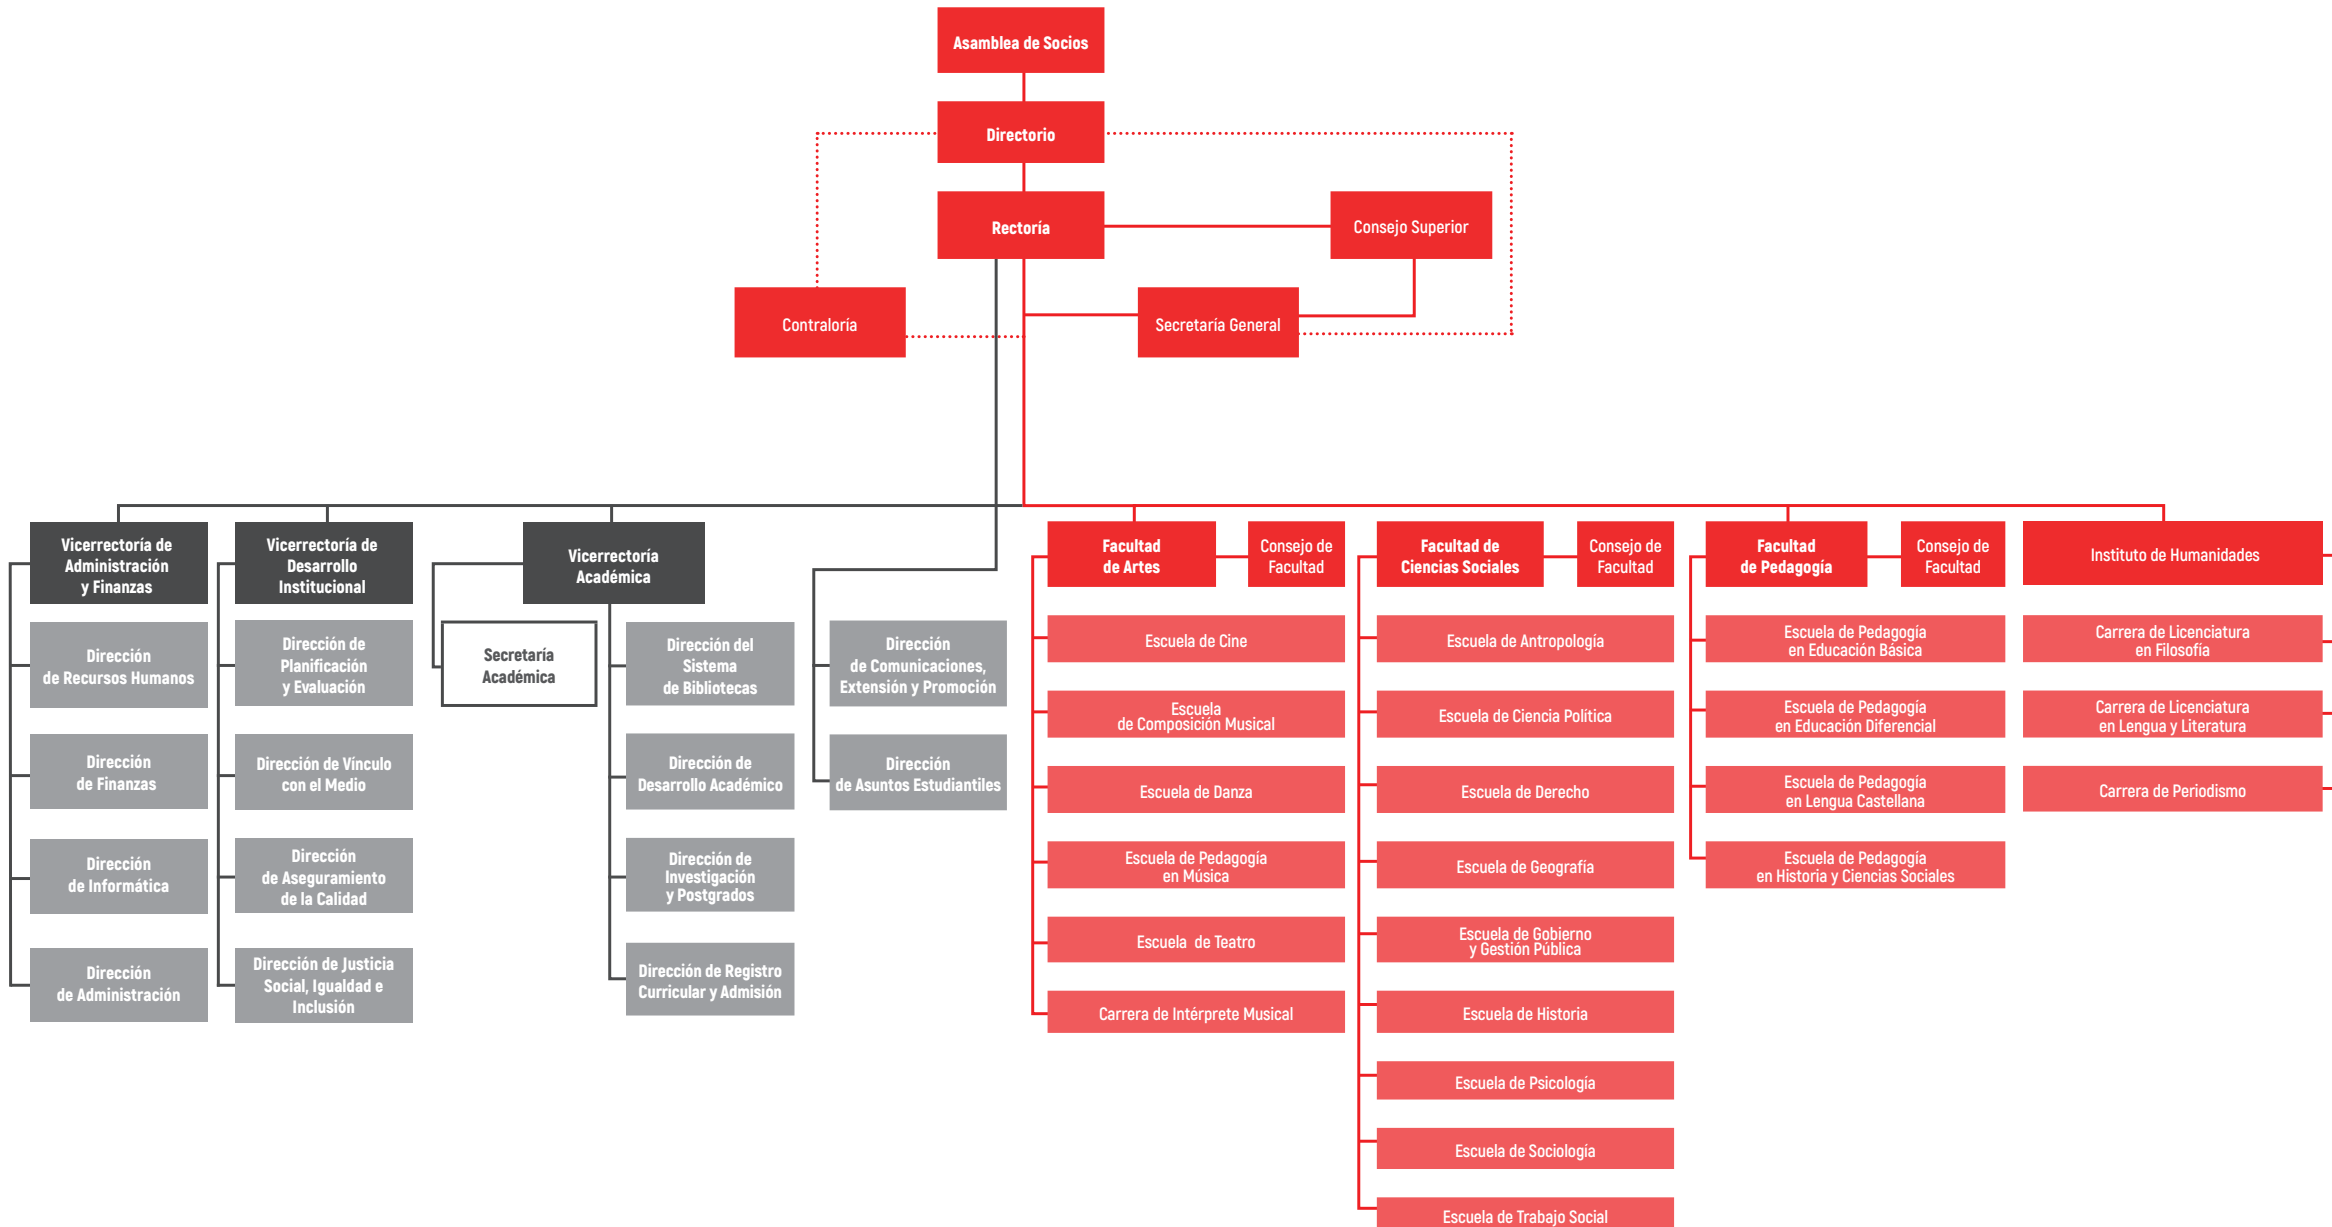 Asamblea de Socios
Directorio
Rectoría
Consejo Superior
Contraloría
Secretaría General
Vicerrectoría de
Administración
y Finanzas
Dirección
de Recursos Humanos
Dirección
de Finanzas
Dirección
de Informática
Dirección
de Administración
Vicerrectoría de
Desarrollo
Institucional
Dirección de
Planificación
y Evaluación
Dirección de Vínculo
con el Medio
Dirección
de Aseguramiento
de la Calidad
Dirección de Justicia
Social, Igualdad e
Inclusión
Vicerrectoría
Académica
Secretaría
Académica
Dirección del
Sistema
de Bibliotecas
Dirección de
Desarrollo Académico
Dirección de
Investigación
y Postgrados
Dirección de Registro
Curricular y Admisión
Dirección
de Comunicaciones,
Extensión y Promoción
Dirección
de Asuntos Estudiantiles
Facultad
de Artes
Consejo de
Facultad
Escuela de Cine
Escuela
de Composición Musical
Escuela de Danza
Escuela de Pedagogía
en Música
Escuela de Teatro
Carrera de Intérprete Musical
Facultad de
Ciencias Sociales
Consejo de
Facultad
Escuela de Antropología
Escuela de Ciencia Política
Escuela de Derecho
Escuela de Geografía
Escuela de Gobierno
y Gestión Pública
Escuela de Historia
Escuela de Psicología
Escuela de Sociología
Escuela de Trabajo Social
Facultad
de Pedagogía
Consejo de
Facultad
Escuela de Pedagogía
en Educación Básica
Escuela de Pedagogía
en Educación Diferencial
Escuela de Pedagogía
en Lengua Castellana
Escuela de Pedagogía
en Historia y Ciencias Sociales
Instituto de Humanidades
Carrera de Licenciatura
en Filosofía
Carrera de Licenciatura
en Lengua y Literatura
Carrera de Periodismo